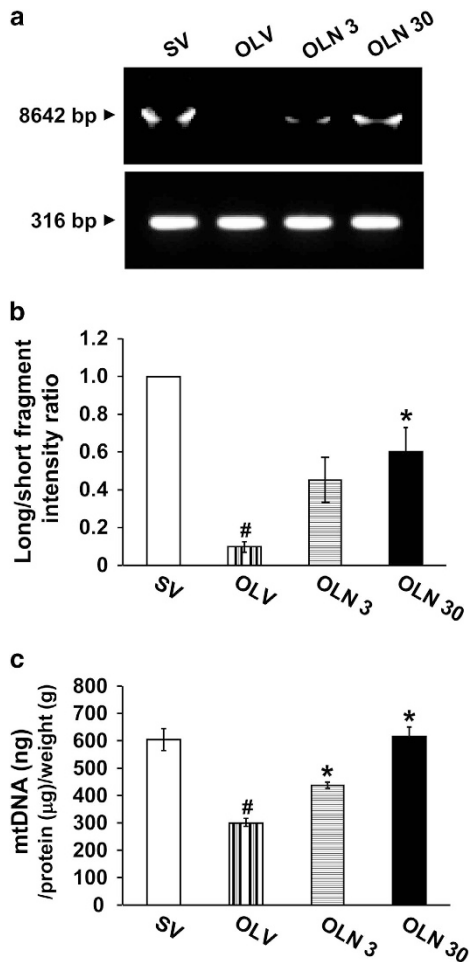 a
SV OLV OLN 3 OLN 30
8642 bp
316 bp
b
Long/short fragment
intensity ratio
1.2
1.0
0.8
0.6
0.4
0.2
0
#
*
SV OLV OLN 3 OLN 30
c
mtDNA (ng)
/protein (μg)/weight (g)
800
700
600
500
400
300
200
100
0
#
*
*
SV OLV OLN 3 OLN 30